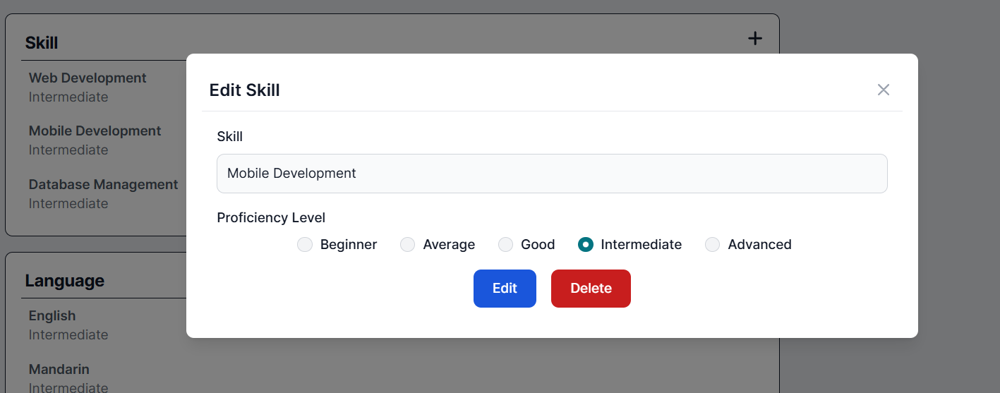 Skill
Web Development
Intermediate
Mobile Development
Intermediate
Database Management
Intermediate
Language
English
Intermediate
Mandarin
Intermediate
Edit Skill
Skill
Mobile Development
Proficiency Level
Beginner Average Good Intermediate Advanced
Edit Delete